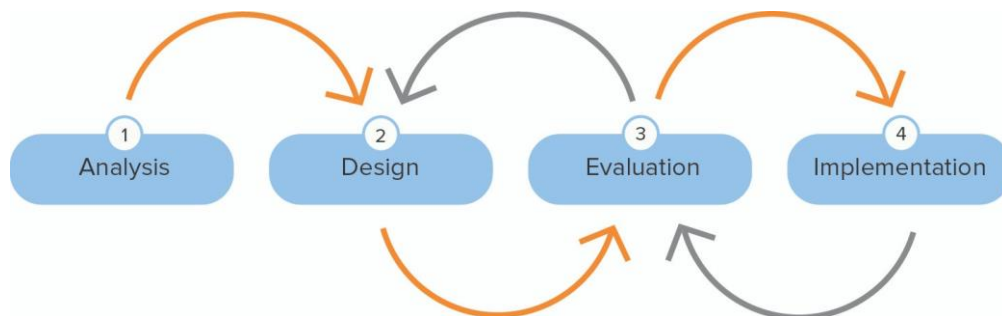 1
Analysis
2
Design
3
Evaluation
4
Implementation